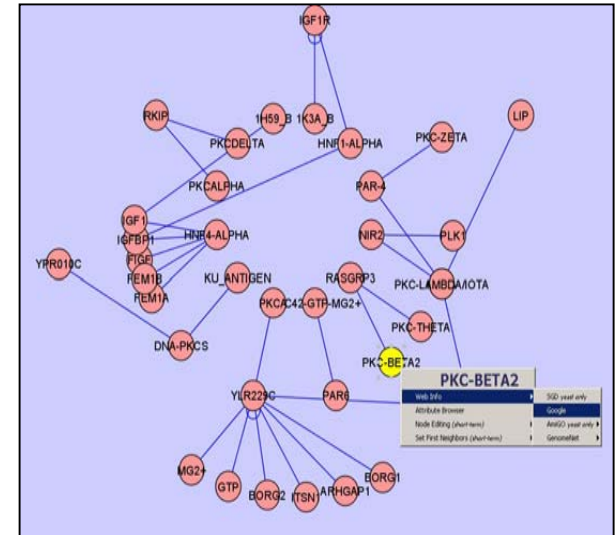 IGF1R
RKIP
1H59_B
1K3A_B
LIP
PKCDELTA
HNF1-ALPHA
PKC-ZETA
PKCALPHA
PAR-4
IGF1
IGFBP1
HNF4-ALPHA
NIR2
PLK1
YPR010C
FIGF
FEM1B
FEM1A
KU_ANTIGEN
RASGRP3
PKC-LAMBDA/IOTA
PKCA
C42-GTP-MG2+
PKC-THETA
DNA-PKCS
PKC-BETA2
YLR229C
PAR6
PKC-BETA2
Web Info
SGD yeast only
Google
Attribute Browser
AmiGO yeast only
Node Editing (short-term)
GenomeNet
Set First Neighbors (short-term)
MG2+
GTP
BORG2
ITSN1
ARHGAP1
BORG1